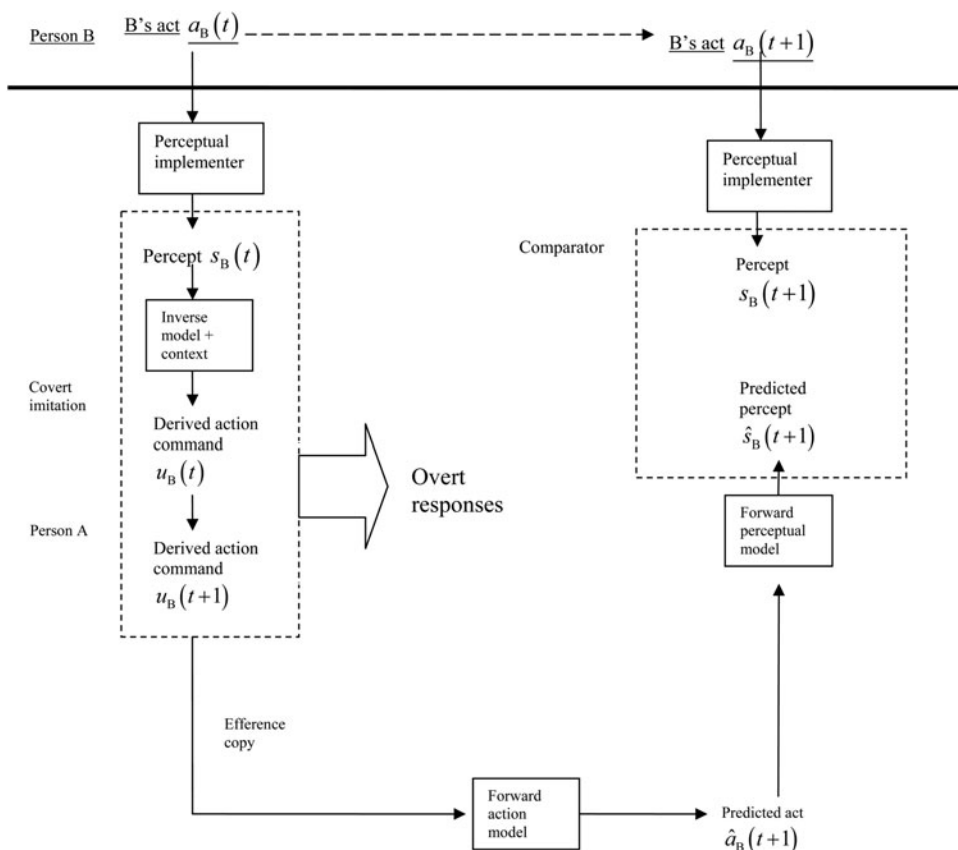 Person B
B's act a_B(t)
B's act a_B(t+1)
Perceptual
implementer
Perceptual
implementer
Percept s_B(t)
Inverse
model +
context
Covert
imitation
Derived action
command
u_B(t)
Person A
Derived action
command
u_B(t+1)
Overt
responses
Comparator
Percept
s_B(t+1)
Predicted
percept
ŝ_B(t+1)
Forward
perceptual
model
Efference
copy
Forward
action
model
Predicted act
â_B(t+1)